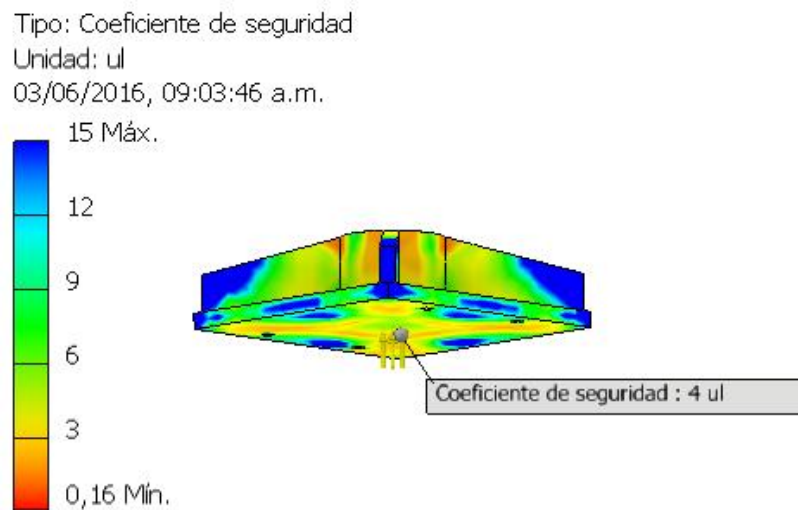 Tipo: Coeficiente de seguridad
Unidad: ul
03/06/2016, 09:03:46 a.m.
15 Máx.
12
9
6
3
0,16 Mín.
Coeficiente de seguridad : 4 ul